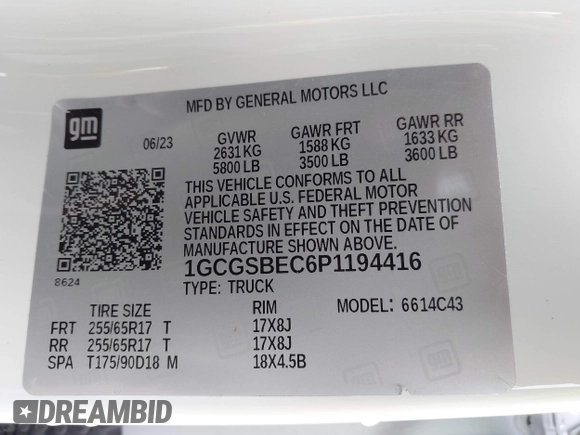 gm
MFD BY GENERAL MOTORS LLC
06/23
GVWR GAWR FRT GAWR RR
2631 KG 1588 KG 1633 KG
5800 LB 3500 LB 3600 LB
THIS VEHICLE CONFORMS TO ALL
APPLICABLE U.S. FEDERAL MOTOR
VEHICLE SAFETY AND THEFT PREVENTION
STANDARDS IN EFFECT ON THE DATE OF
MANUFACTURE SHOWN ABOVE.
8624
1GCGSBEC6P1194416
TYPE: TRUCK MODEL: 6614C43
TIRE SIZE RIM
FRT 255/65R17 T 17X8J
RR 255/65R17 T 17X8J
SPA T175/90D18 M 18X4.5B
DREAMBID